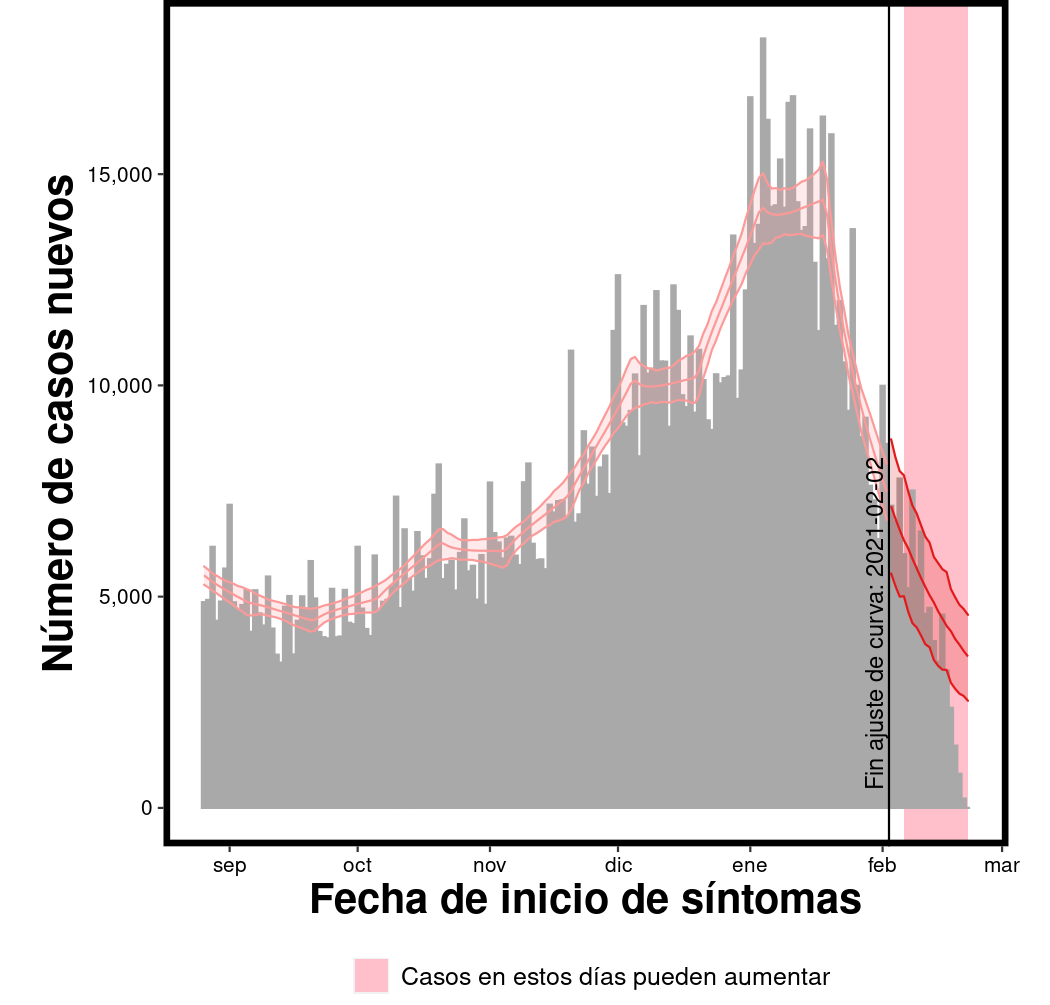 Número de casos nuevos
15,000
10,000
5,000
0
Fin ajuste de curva: 2021-02-02
sep oct nov dic ene feb mar
Fecha de inicio de síntomas
Casos en estos días pueden aumentar